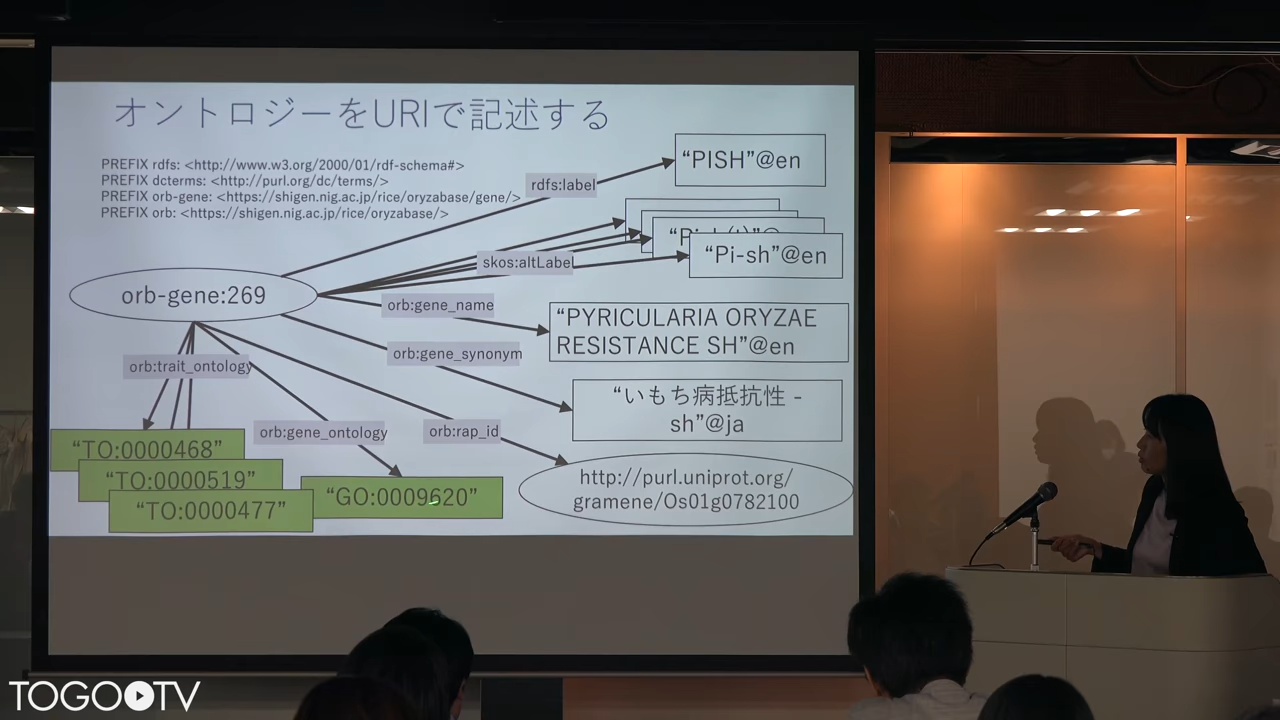 オントロジーをURIで記述する
PREFIX rdfs: <http://www.w3.org/2000/01/rdf-schema#>
PREFIX dcterms: <http://purl.org/dc/terms/>
PREFIX orb-gene: <https://shigen.nig.ac.jp/rice/oryzabase/gene/>
PREFIX orb: <https://shigen.nig.ac.jp/rice/oryzabase/>
rdfs:label
“PISH”@en
skos:altLabel
“Pi-sh”@en
orb-gene:269
orb:gene_name
“PYRICULARIA ORYZAE
RESISTANCE SH”@en
orb:gene_synonym
“いもち病抵抗性 -
sh”@ja
orb:trait_ontology
orb:gene_ontology
orb:rap_id
“TO:0000468”
“TO:0000519”
“TO:0000477”
“GO:0009620”
http://purl.uniprot.org/
gramene/Os01g0782100
TOGO TV